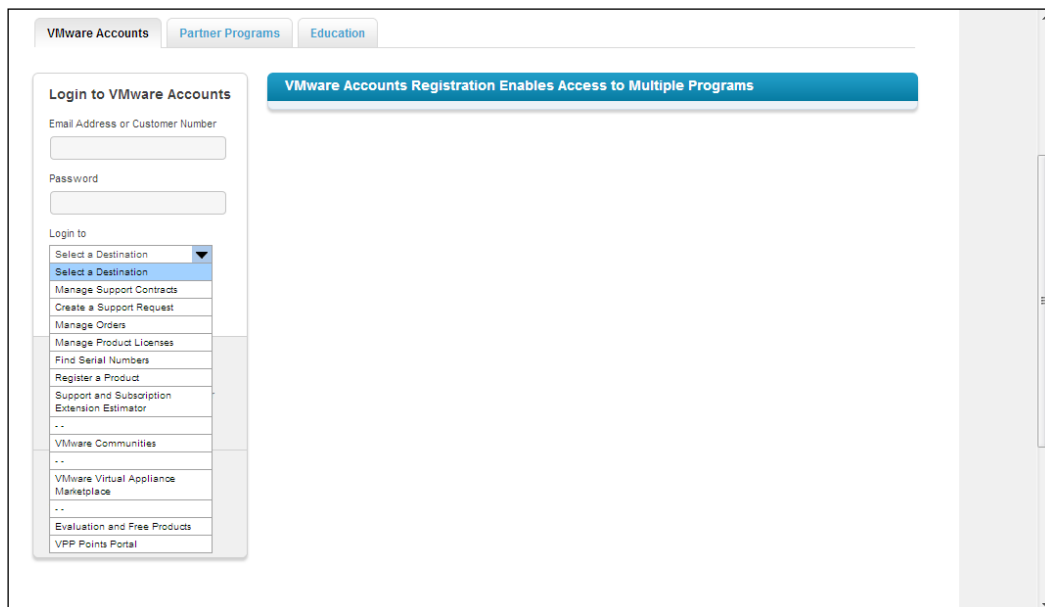 VMware Accounts
Partner Programs
Education
Login to VMware Accounts
Email Address or Customer Number
Password
Login to
Select a Destination
Select a Destination
Manage Support Contracts
Create a Support Request
Manage Orders
Manage Product Licenses
Find Serial Numbers
Register a Product
Support and Subscription
Extension Estimator
- -
VMware Communities
- -
VMware Virtual Appliance
Marketplace
- -
Evaluation and Free Products
VPP Points Portal
VMware Accounts Registration Enables Access to Multiple Programs